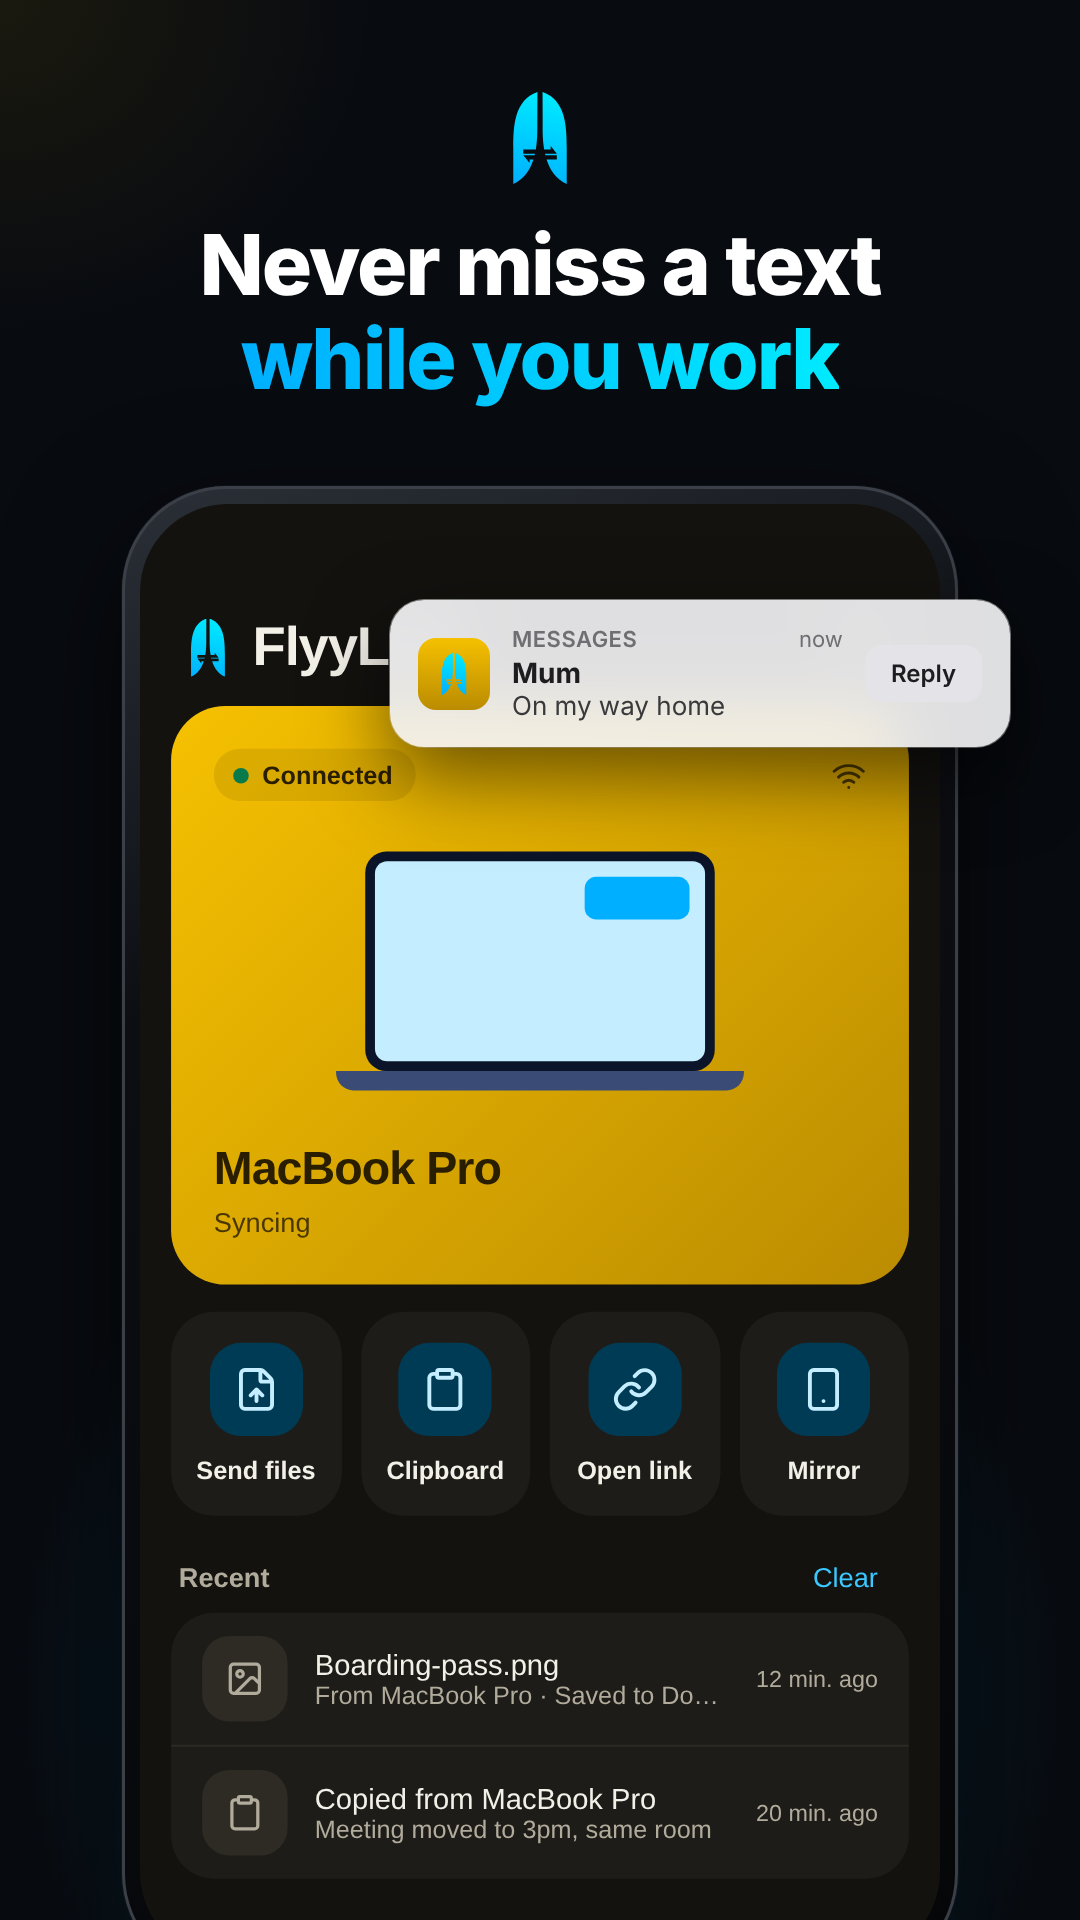 Never miss a text
while you work
FlyyL
MESSAGES now
Mum
On my way home
Reply
Connected
MacBook Pro
Syncing
Send files
Clipboard
Open link
Mirror
Recent
Clear
Boarding-pass.png
From MacBook Pro · Saved to Do…
12 min. ago
Copied from MacBook Pro
Meeting moved to 3pm, same room
20 min. ago